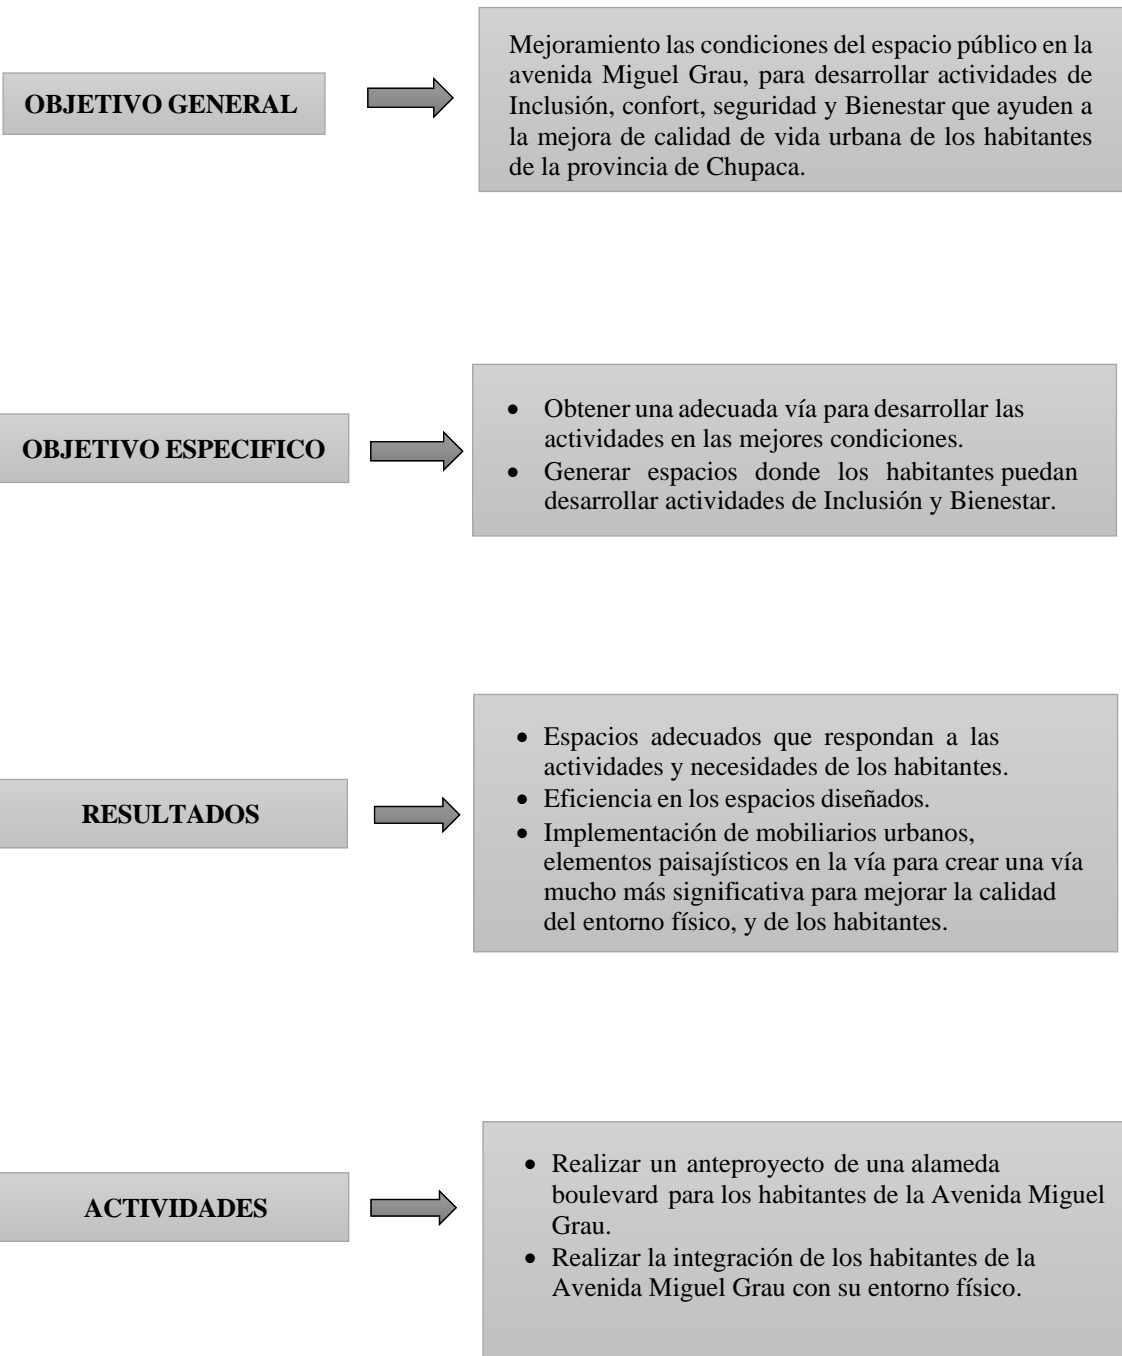 OBJETIVO GENERAL
Mejoramiento las condiciones del espacio público en la
avenida Miguel Grau, para desarrollar actividades de
Inclusión, confort, seguridad y Bienestar que ayuden a
la mejora de calidad de vida urbana de los habitantes
de la provincia de Chupaca.
OBJETIVO ESPECIFICO
• Obtener una adecuada vía para desarrollar las
actividades en las mejores condiciones.
• Generar espacios donde los habitantes puedan
desarrollar actividades de Inclusión y Bienestar.
RESULTADOS
• Espacios adecuados que respondan a las
actividades y necesidades de los habitantes.
• Eficiencia en los espacios diseñados.
• Implementación de mobiliarios urbanos,
elementos paisajísticos en la vía para crear una vía
mucho más significativa para mejorar la calidad
del entorno físico, y de los habitantes.
ACTIVIDADES
• Realizar un anteproyecto de una alameda
boulevard para los habitantes de la Avenida Miguel
Grau.
• Realizar la integración de los habitantes de la
Avenida Miguel Grau con su entorno físico.